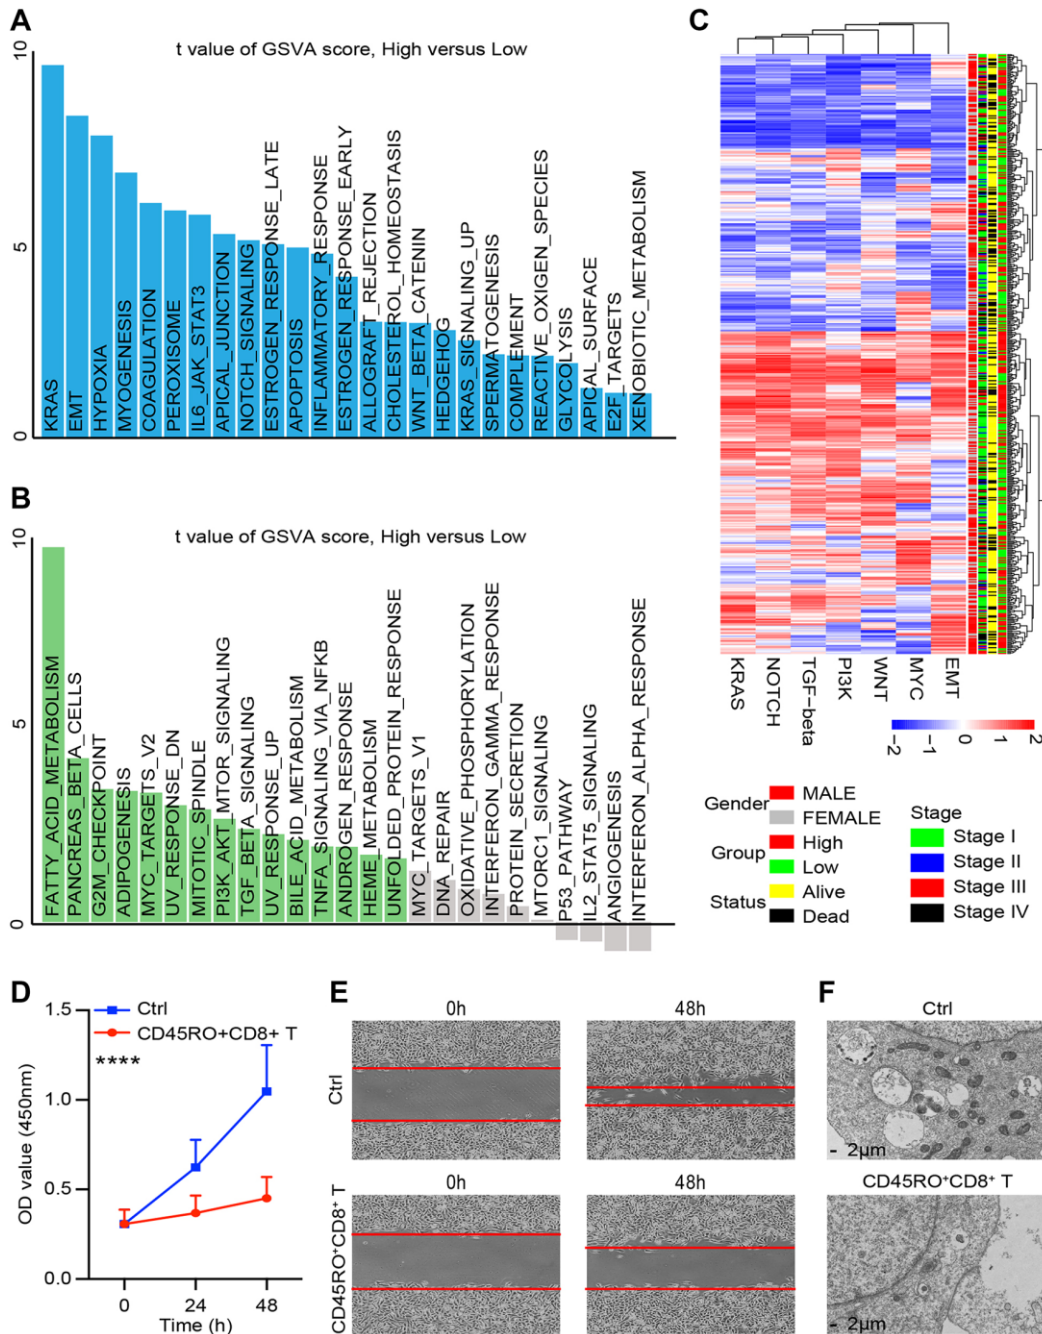 A
t value of GSVA score, High versus Low
10
5
0
KRAS
EMT
HYPOXIA
MYOGENESIS
COAGULATION
PEROXISOME
IL6_JAK_STAT3
APICAL_JUNCTION
NOTCH_SIGNALING
ESTROGEN_RESPONSE_LATE
APOPTOSIS
INFLAMMATORY_RESPONSE
ESTROGEN_RESPONSE_EARLY
ALLOGRAFT_REJECTION
CHOLESTEROL_HOMEOSTASIS
WNT_BETA_CATENIN
HEDGEHOG
KRAS_SIGNALING_UP
SPERMATOGENESIS
COMPLEMENT
REACTIVE_OXIGEN_SPECIES
GLYCOLYSIS
APICAL_SURFACE
E2F_TARGETS
XENOBIOTIC_METABOLISM
B
t value of GSVA score, High versus Low
10
5
0
FATTY_ACID_METABOLISM
PANCREAS_BETA_CELLS
G2M_CHECKPOINT
ADIPOGENESIS
MYC_TARGETS_V2
UV_RESPONSE_DN
MITOTIC_SPINDLE
PI3K_AKT_MTOR_SIGNALING
TGF_BETA_SIGNALING
UV_RESPONSE_UP
BILE_ACID_METABOLISM
TNFA_SIGNALING_VIA_NFKB
ANDROGEN_RESPONSE
HEME_METABOLISM
UNFOLDED_PROTEIN_RESPONSE
MYC_TARGETS_V1
DNA_REPAIR
OXIDATIVE_PHOSPHORYLATION
INTERFERON_GAMMA_RESPONSE
PROTEIN_SECRETION
MTORC1_SIGNALING
P53_PATHWAY
IL2_STAT5_SIGNALING
ANGIOGENESIS
INTERFERON_ALPHA_RESPONSE
C
KRAS
NOTCH
TGF-beta
PI3K
WNT
MYC
EMT
-2 -1 0 1 2
Gender
MALE
FEMALE
Group
High
Low
Status
Alive
Dead
Stage
Stage I
Stage II
Stage III
Stage IV
D
Ctrl
CD45RO+CD8+ T
****
OD value (450nm)
1.5
1.0
0.5
0.0
0 24 48
Time (h)
E
0h 48h
Ctrl
0h 48h
CD45RO⁺CD8⁺ T
F
Ctrl
2μm
CD45RO⁺CD8⁺ T
2μm